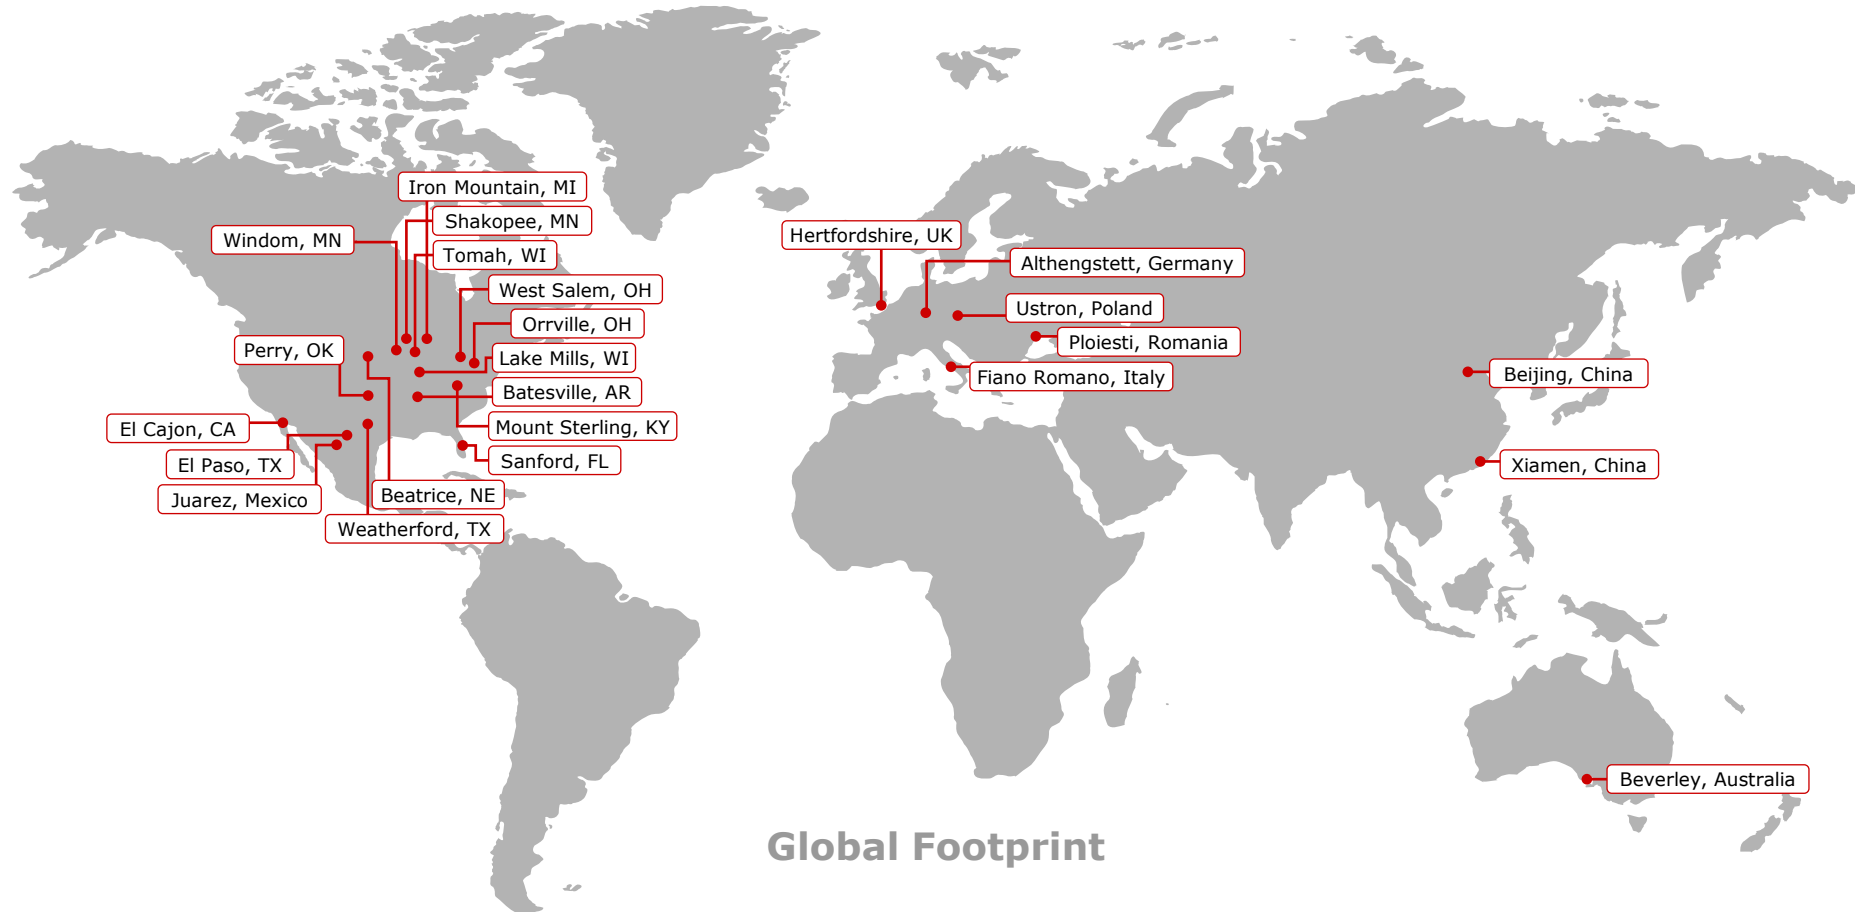 Iron Mountain, MI
Shakopee, MN
Windom, MN
Tomah, WI
West Salem, OH
Orrville, OH
Perry, OK
Lake Mills, WI
Batesville, AR
El Cajon, CA
Mount Sterling, KY
El Paso, TX
Sanford, FL
Juarez, Mexico
Beatrice, NE
Weatherford, TX
Hertfordshire, UK
Althengstett, Germany
Ustron, Poland
Ploiesti, Romania
Fiano Romano, Italy
Beijing, China
Xiamen, China
Beverley, Australia
Global Footprint